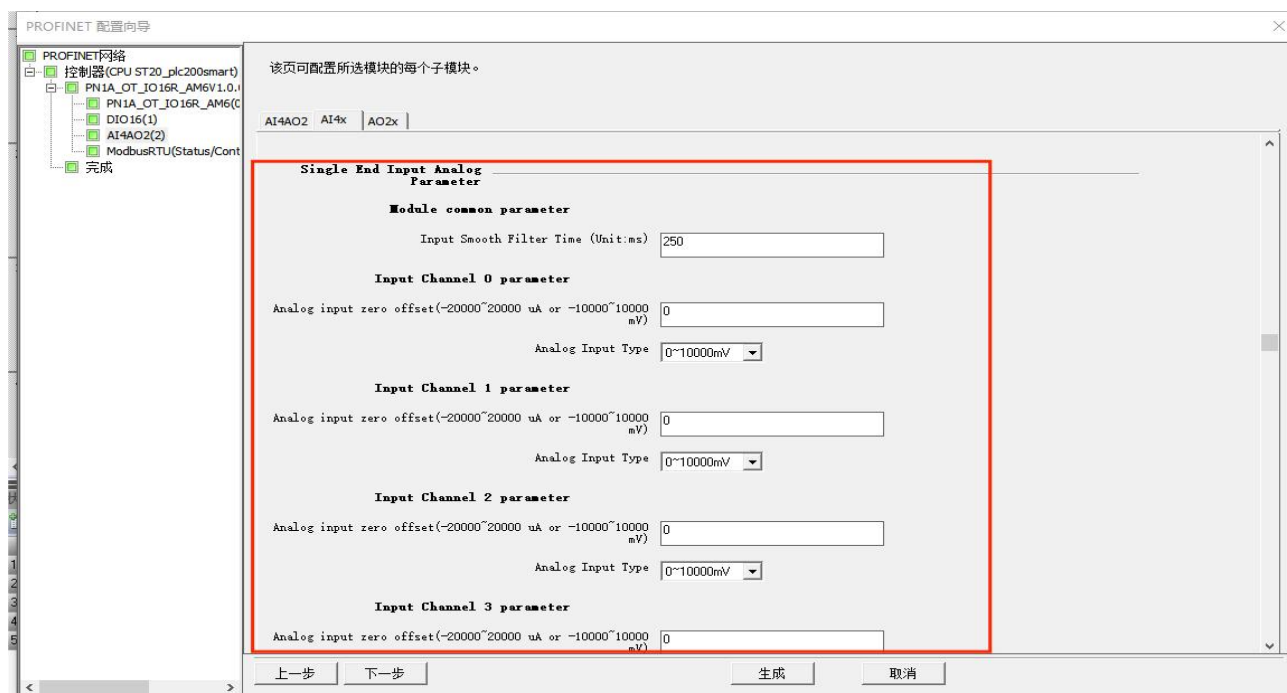 PROFINET 配置向导
PROFINET网络
控制器(CPU ST20_plc200smart)
PN1A_OT_IO16R_AM6V1.0.
PN1A_OT_IO16R_AM6(C
DIO16(1)
AI4AO2(2)
ModbusRTU(Status/Cont
完成
该页可配置所选模块的每个子模块。
AI4AO2 AI4x AO2x
Single End Input Analog
Parameter
Module common parameter
Input Smooth Filter Time (Unit:ms) 250
Input Channel 0 parameter
Analog input zero offset(-20000~20000 uA or -10000~10000 0
mV)
Analog Input Type 0~10000mV
Input Channel 1 parameter
Analog input zero offset(-20000~20000 uA or -10000~10000 0
mV)
Analog Input Type 0~10000mV
Input Channel 2 parameter
Analog input zero offset(-20000~20000 uA or -10000~10000 0
mV)
Analog Input Type 0~10000mV
Input Channel 3 parameter
Analog input zero offset(-20000~20000 uA or -10000~10000 0
mV)
1
2
3
4
5
上一步 下一步 生成 取消